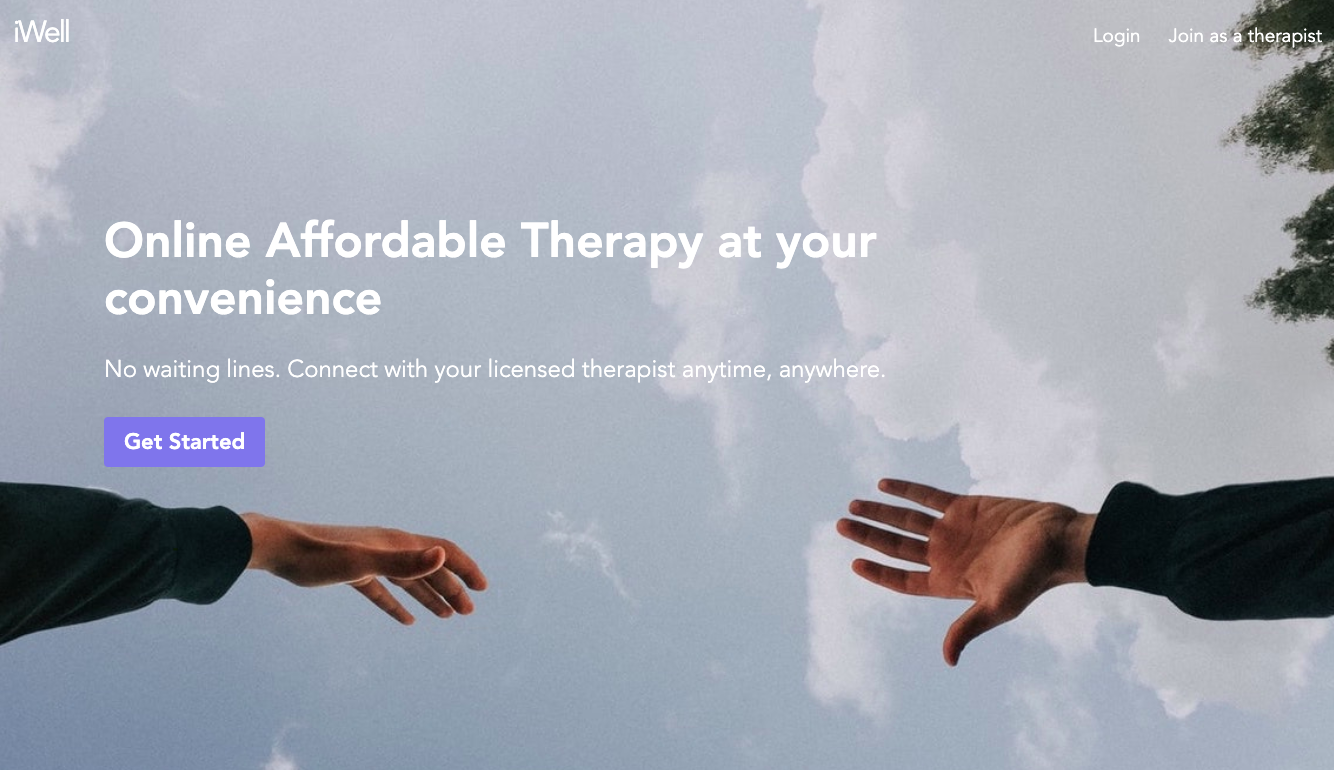 iWell
Login
Join as a therapist
Online Affordable Therapy at your
convenience
No waiting lines. Connect with your licensed therapist anytime, anywhere.
Get Started